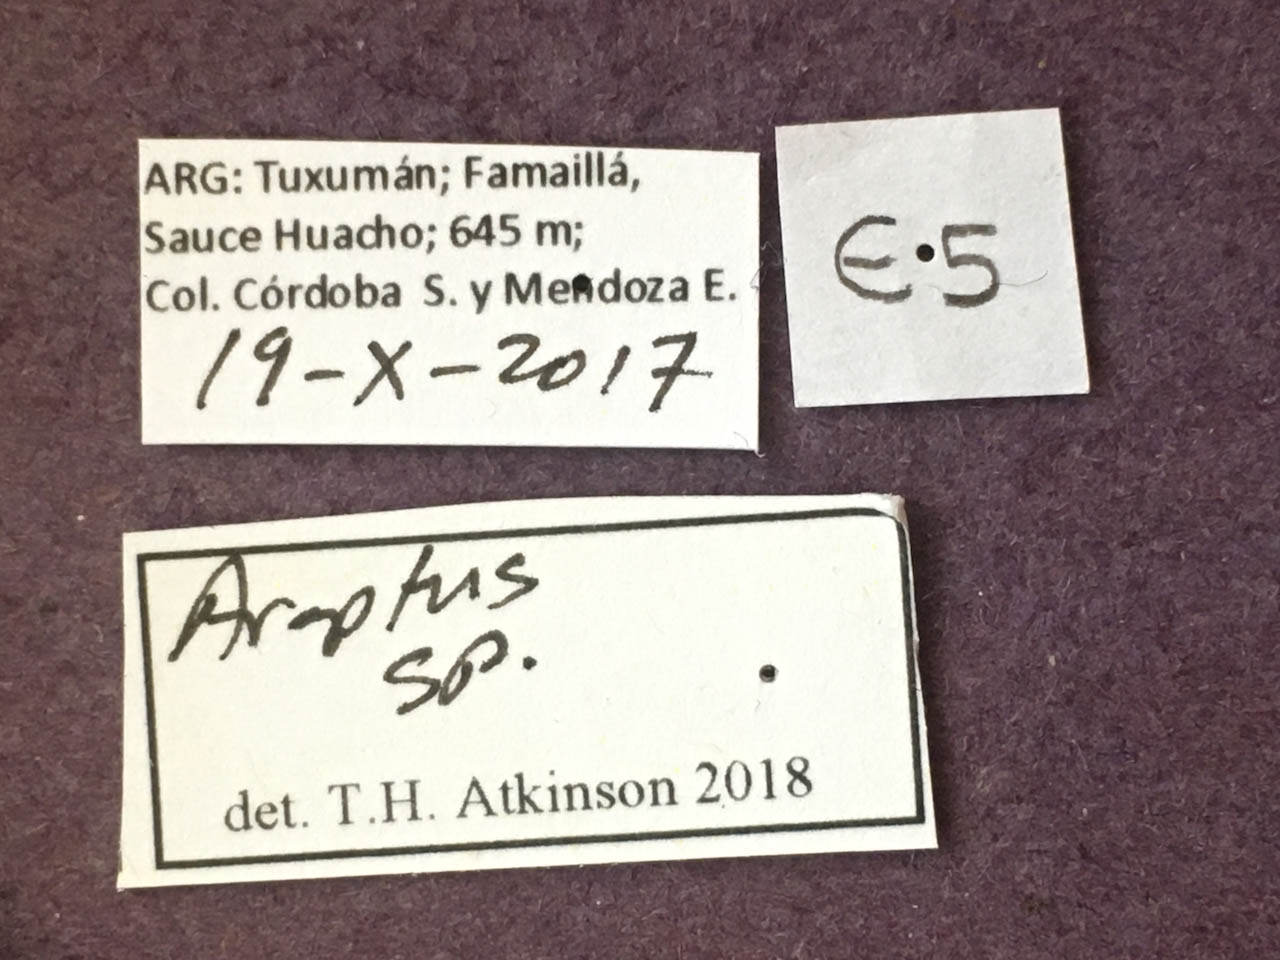 ARG: Tuxumán; Famaillá,
Sauce Huacho; 645 m;
Col. Córdoba S. y Mendoza E.
19-X-2017
E·5
Araptus
sp.
det. T.H. Atkinson 2018